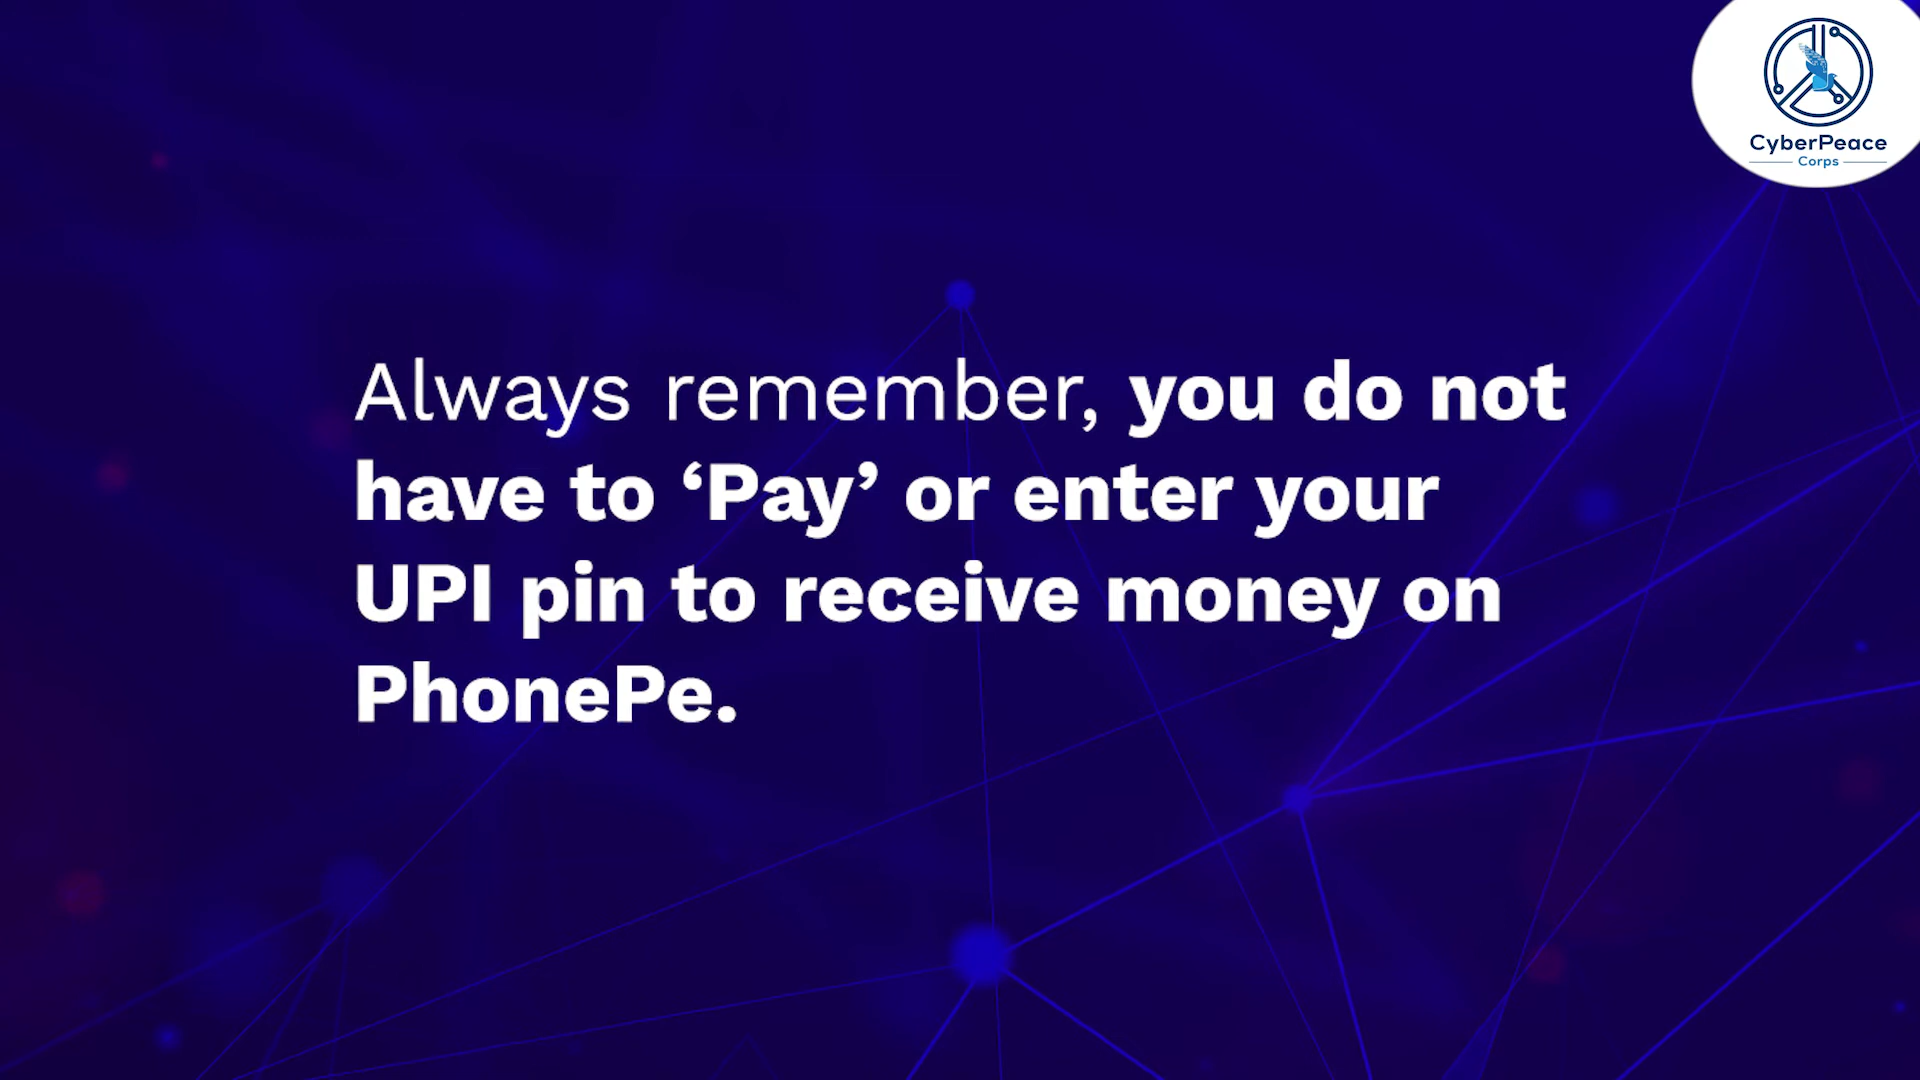 CyberPeace
Corps
Always remember, you do not
have to ‘Pay’ or enter your
UPI pin to receive money on
PhonePe.